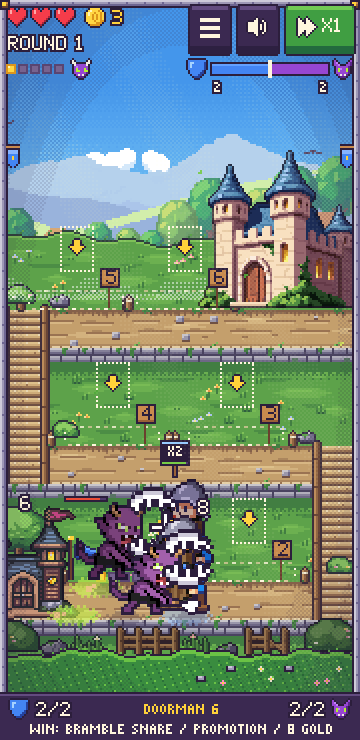 3
ROUND 1
X1
2 2
5 6
4 3
X2
6 8
2
2/2 DOORMAN 6 2/2
WIN: BRAMBLE SNARE / PROMOTION / 8 GOLD